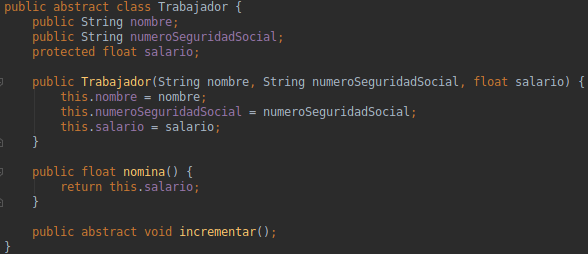 public abstract class Trabajador {
    public String nombre;
    public String numeroSeguridadSocial;
    protected float salario;

    public Trabajador(String nombre, String numeroSeguridadSocial, float salario) {
        this.nombre = nombre;
        this.numeroSeguridadSocial = numeroSeguridadSocial;
        this.salario = salario;
    }

    public float nomina() {
        return this.salario;
    }

    public abstract void incrementar();
}